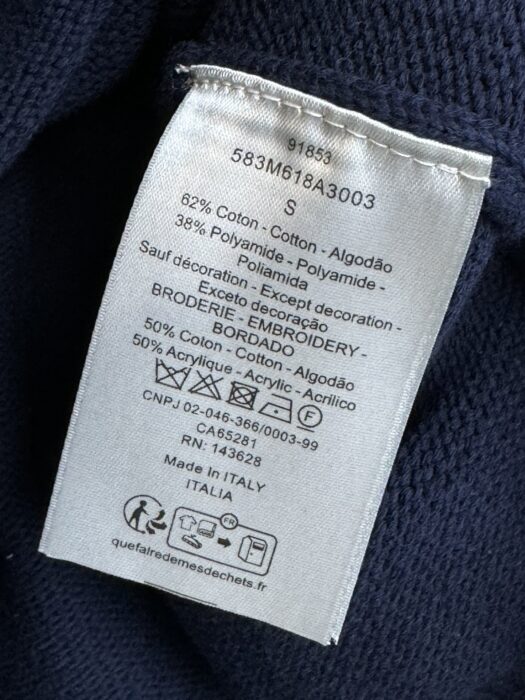 91853
583M618A3003
S
62% Coton - Cotton - Algodão
38% Polyamide - Polyamide -
Poliamida
Sauf décoration - Except decoration -
Exceto decoração
BRODERIE - EMBROIDERY -
BORDADO
50% Coton - Cotton - Algodão
50% Acrylique - Acrylic - Acrílico
F
CNPJ 02-046-366/0003-99
CA65281
RN: 143628
Made in ITALY
ITALIA
FR
quefairedemesdechets.fr